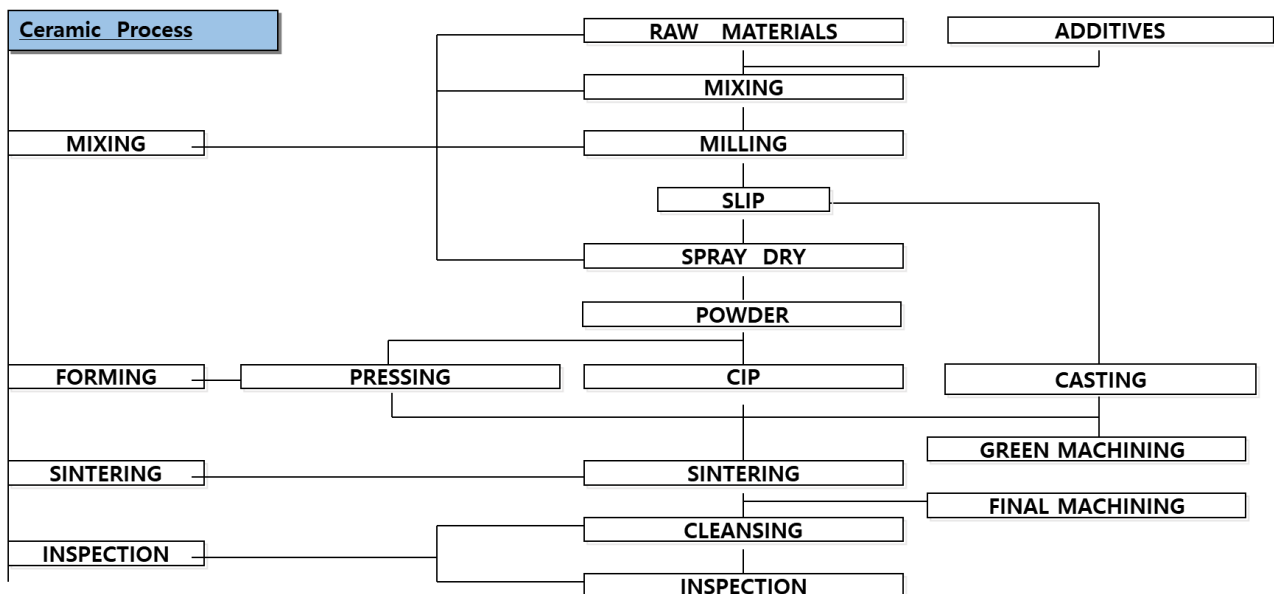 Ceramic Process
RAW MATERIALS
ADDITIVES
MIXING
MIXING
MILLING
SLIP
SPRAY DRY
POWDER
FORMING
PRESSING
CIP
CASTING
GREEN MACHINING
SINTERING
SINTERING
FINAL MACHINING
CLEANSING
INSPECTION
INSPECTION